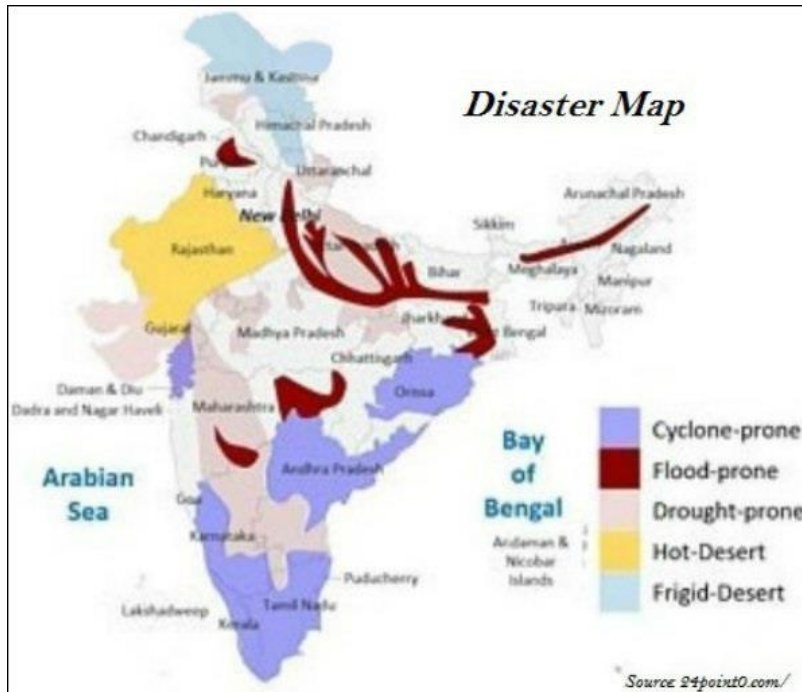 Disaster Map
Jammu & Kashmir
Himachal Pradesh
Chandigarh
Uttaranchal
Haryana
New Delhi
Arunachal Pradesh
Sikkim
Nagaland
Rajasthan
Bihar
Meghalaya
Manipur
Tripura
Mizoram
Gujarat
Madhya Pradesh
Bengal
Chhattisgarh
Daman & Diu
Dadra and Nagar Haveli
Orissa
Maharashtra
Arabian
Sea
Andhra Pradesh
Bay
of
Bengal
Goa
Karnataka
Andaman &
Nicobar
Islands
Puducherry
Lakshadweep
Tamil Nadu
Kerala
Cyclone-prone
Flood-prone
Drought-prone
Hot-Desert
Frigid-Desert
Source 24point0.com/